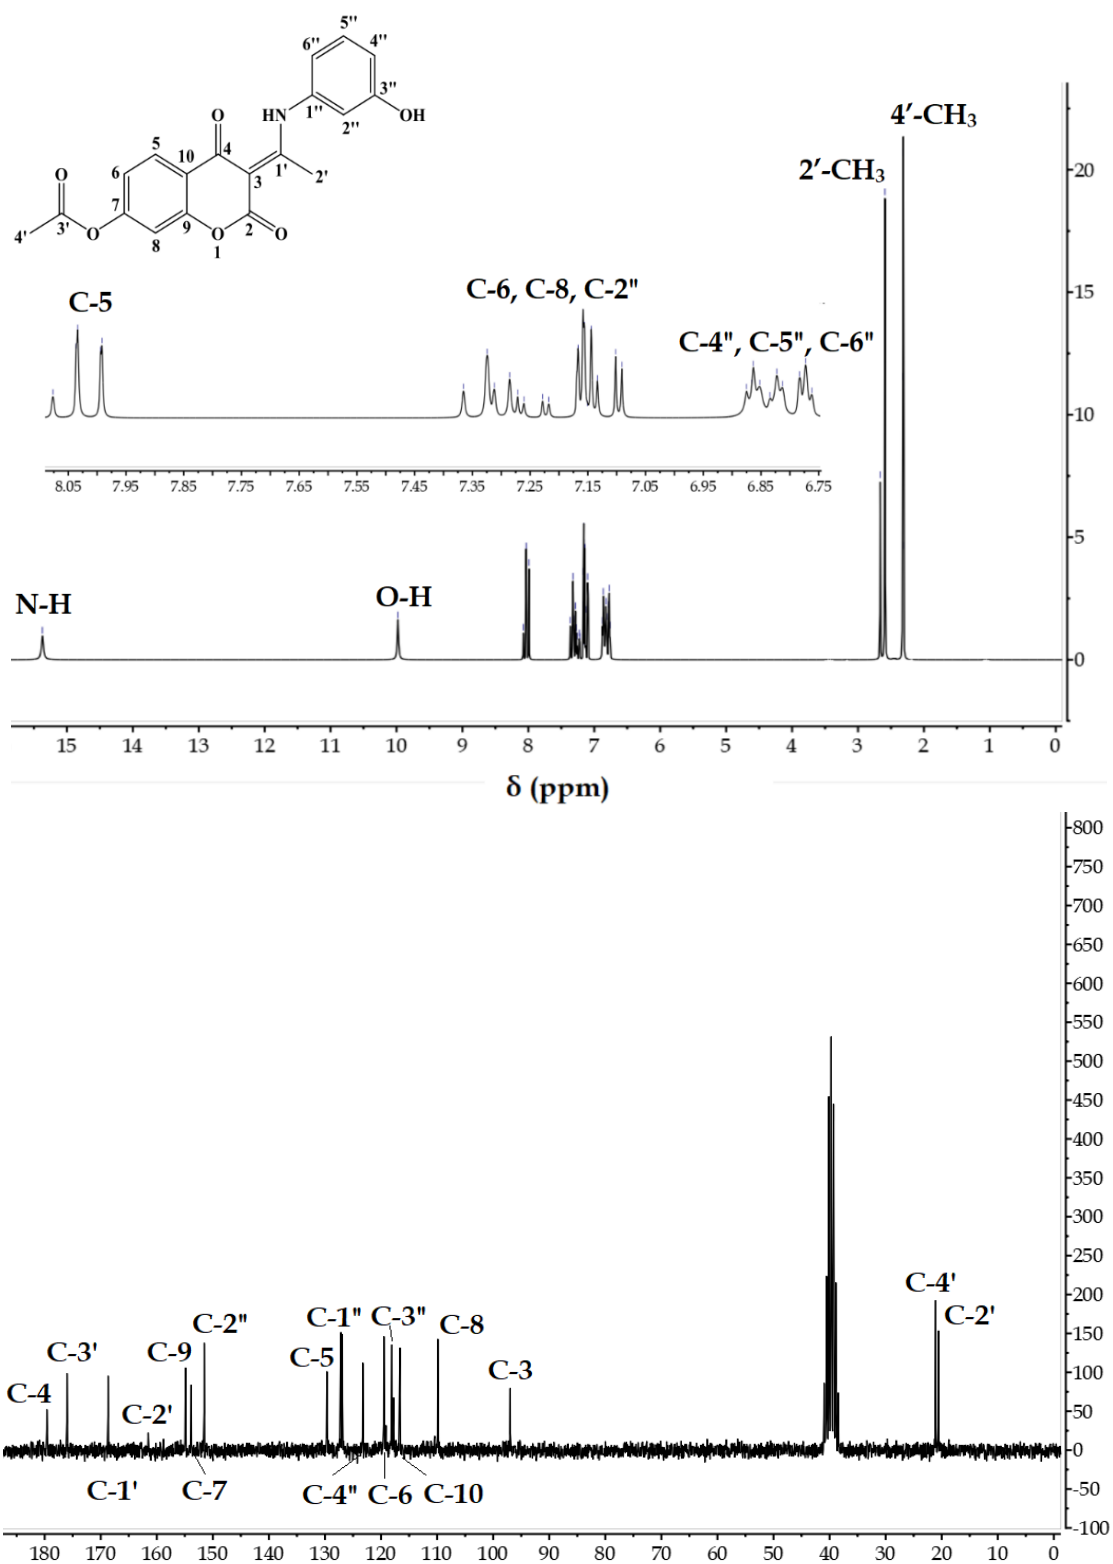 5''
6''
4''
HN
1''
3''
OH
2''
O
4
5
10
1'
2'
6
3
O
7
9
2
4'
3'
O
8
O
1
O
4′-CH₃
2′-CH₃
C-5
C-6, C-8, C-2"
C-4", C-5", C-6"
8.05 7.95 7.85 7.75 7.65 7.55 7.45 7.35 7.25 7.15 7.05 6.95 6.85 6.75
20
15
10
5
0
N-H
O-H
15 14 13 12 11 10 9 8 7 6 5 4 3 2 1 0
δ (ppm)
800
750
700
650
600
550
500
450
400
350
300
250
200
150
100
50
0
-50
-100
C-4' C-2'
C-2" C-1" C-3" C-8
C-3' C-9 C-5 C-3
C-4 C-2'
C-1' C-7 C-4" C-6 C-10
180 170 160 150 140 130 120 110 100 90 80 70 60 50 40 30 20 10 0